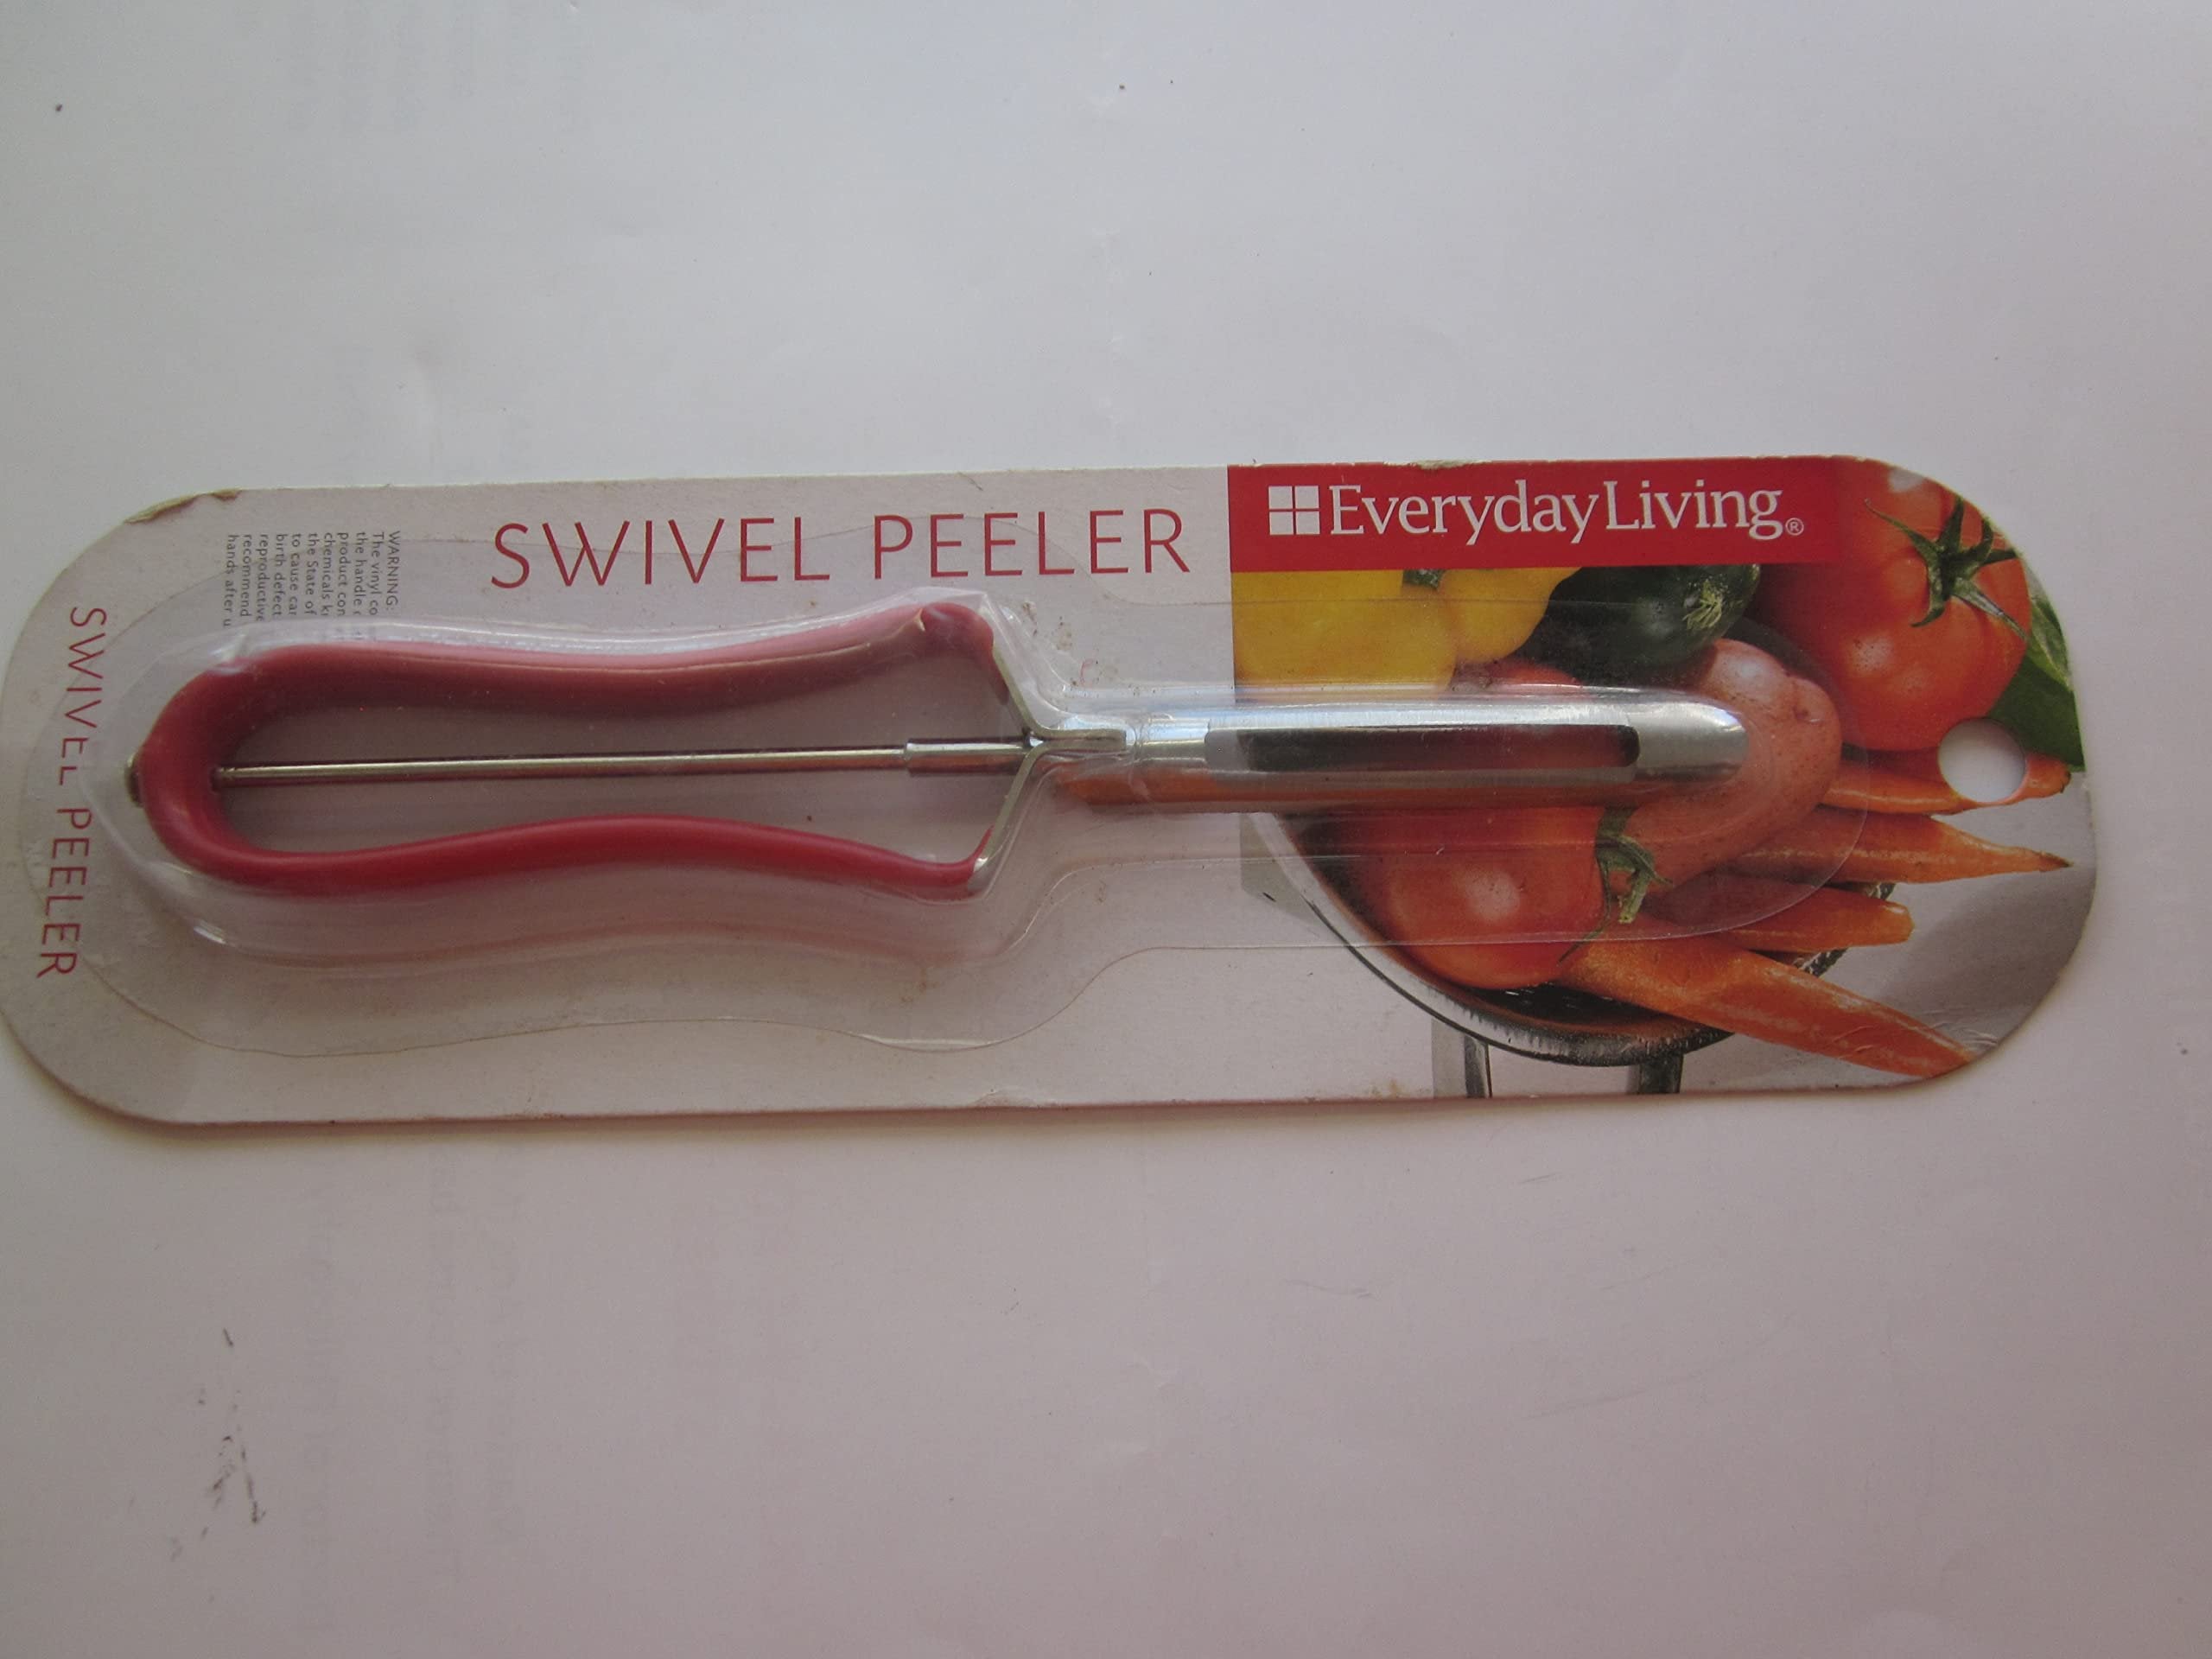 EverydayLiving®
SWIVEL PEELER
WARNING:
The vinyl co
the handle
product con
chemicals k
the State of
to cause ca
birth defect
reproductive
recommend
hands after u
SWIVEL PEELER